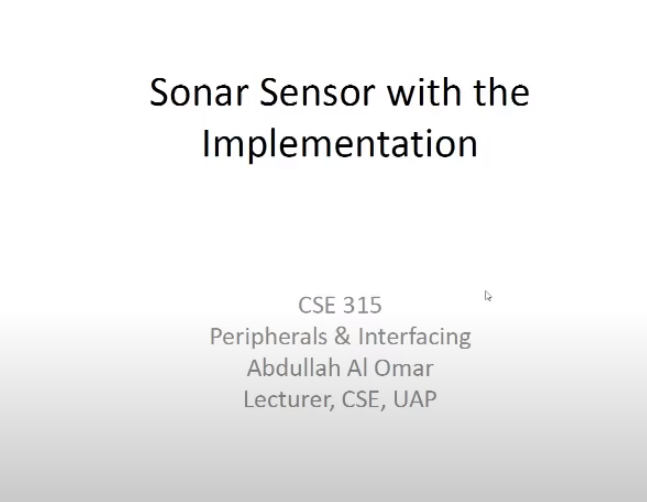 Sonar Sensor with the
Implementation
CSE 315
Peripherals & Interfacing
Abdullah Al Omar
Lecturer, CSE, UAP